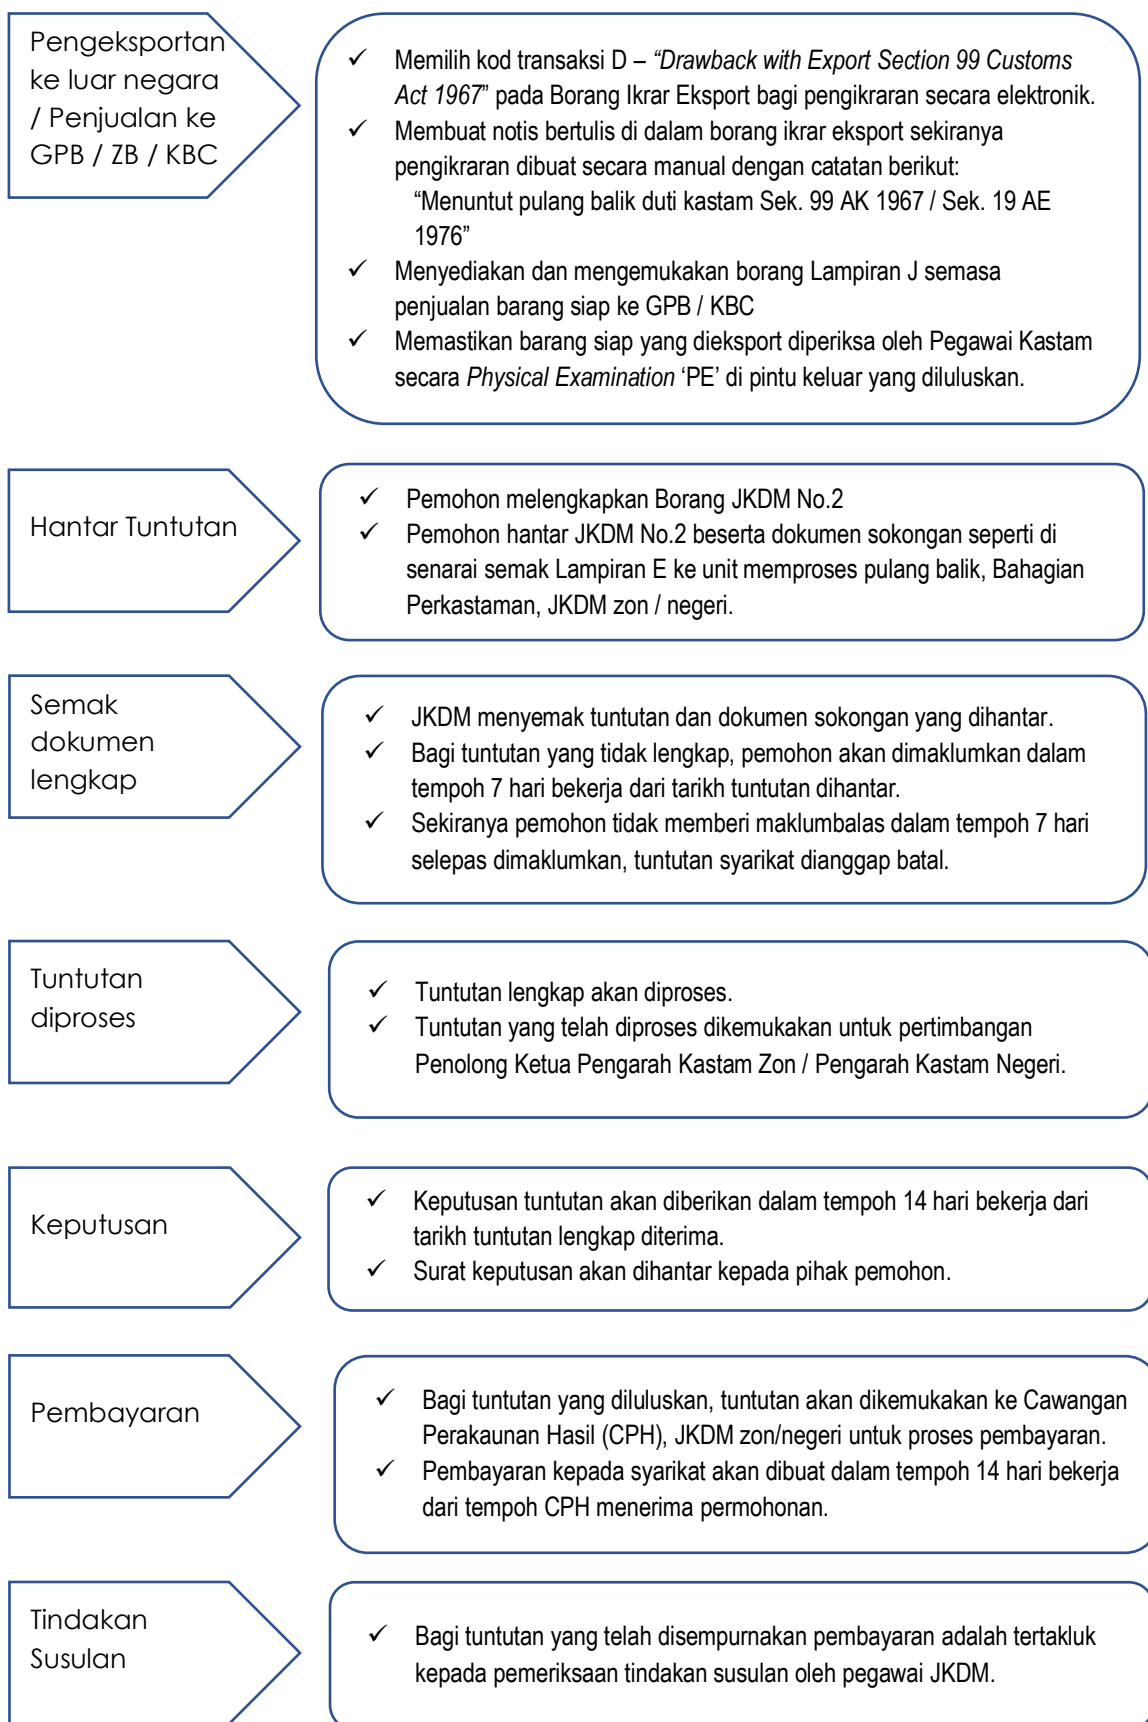 Pengeksportan
ke luar negara
/ Penjualan ke
GPB / ZB / KBC
✓ Memilih kod transaksi D – “Drawback with Export Section 99 Customs
Act 1967” pada Borang Ikrar Eksport bagi pengikraran secara elektronik.
✓ Membuat notis bertulis di dalam borang ikrar eksport sekiranya
pengikraran dibuat secara manual dengan catatan berikut:
“Menuntut pulang balik duti kastam Sek. 99 AK 1967 / Sek. 19 AE
1976”
✓ Menyediakan dan mengemukakan borang Lampiran J semasa
penjualan barang siap ke GPB / KBC
✓ Memastikan barang siap yang dieksport diperiksa oleh Pegawai Kastam
secara Physical Examination ‘PE’ di pintu keluar yang diluluskan.
Hantar Tuntutan
✓ Pemohon melengkapkan Borang JKDM No.2
✓ Pemohon hantar JKDM No.2 beserta dokumen sokongan seperti di
senarai semak Lampiran E ke unit memproses pulang balik, Bahagian
Perkastaman, JKDM zon / negeri.
Semak
dokumen
lengkap
✓ JKDM menyemak tuntutan dan dokumen sokongan yang dihantar.
✓ Bagi tuntutan yang tidak lengkap, pemohon akan dimaklumkan dalam
tempoh 7 hari bekerja dari tarikh tuntutan dihantar.
✓ Sekiranya pemohon tidak memberi maklumbalas dalam tempoh 7 hari
selepas dimaklumkan, tuntutan syarikat dianggap batal.
Tuntutan
diproses
✓ Tuntutan lengkap akan diproses.
✓ Tuntutan yang telah diproses dikemukakan untuk pertimbangan
Penolong Ketua Pengarah Kastam Zon / Pengarah Kastam Negeri.
Keputusan
✓ Keputusan tuntutan akan diberikan dalam tempoh 14 hari bekerja dari
tarikh tuntutan lengkap diterima.
✓ Surat keputusan akan dihantar kepada pihak pemohon.
Pembayaran
✓ Bagi tuntutan yang diluluskan, tuntutan akan dikemukakan ke Cawangan
Perakaunan Hasil (CPH), JKDM zon/negeri untuk proses pembayaran.
✓ Pembayaran kepada syarikat akan dibuat dalam tempoh 14 hari bekerja
dari tempoh CPH menerima permohonan.
Tindakan
Susulan
✓ Bagi tuntutan yang telah disempurnakan pembayaran adalah tertakluk
kepada pemeriksaan tindakan susulan oleh pegawai JKDM.